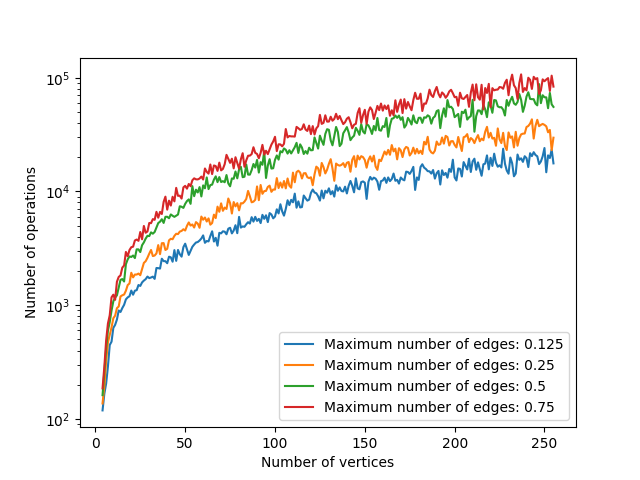 10^5
10^4
10^3
10^2
Number of operations
0 50 100 150 200 250
Number of vertices
Maximum number of edges: 0.125
Maximum number of edges: 0.25
Maximum number of edges: 0.5
Maximum number of edges: 0.75